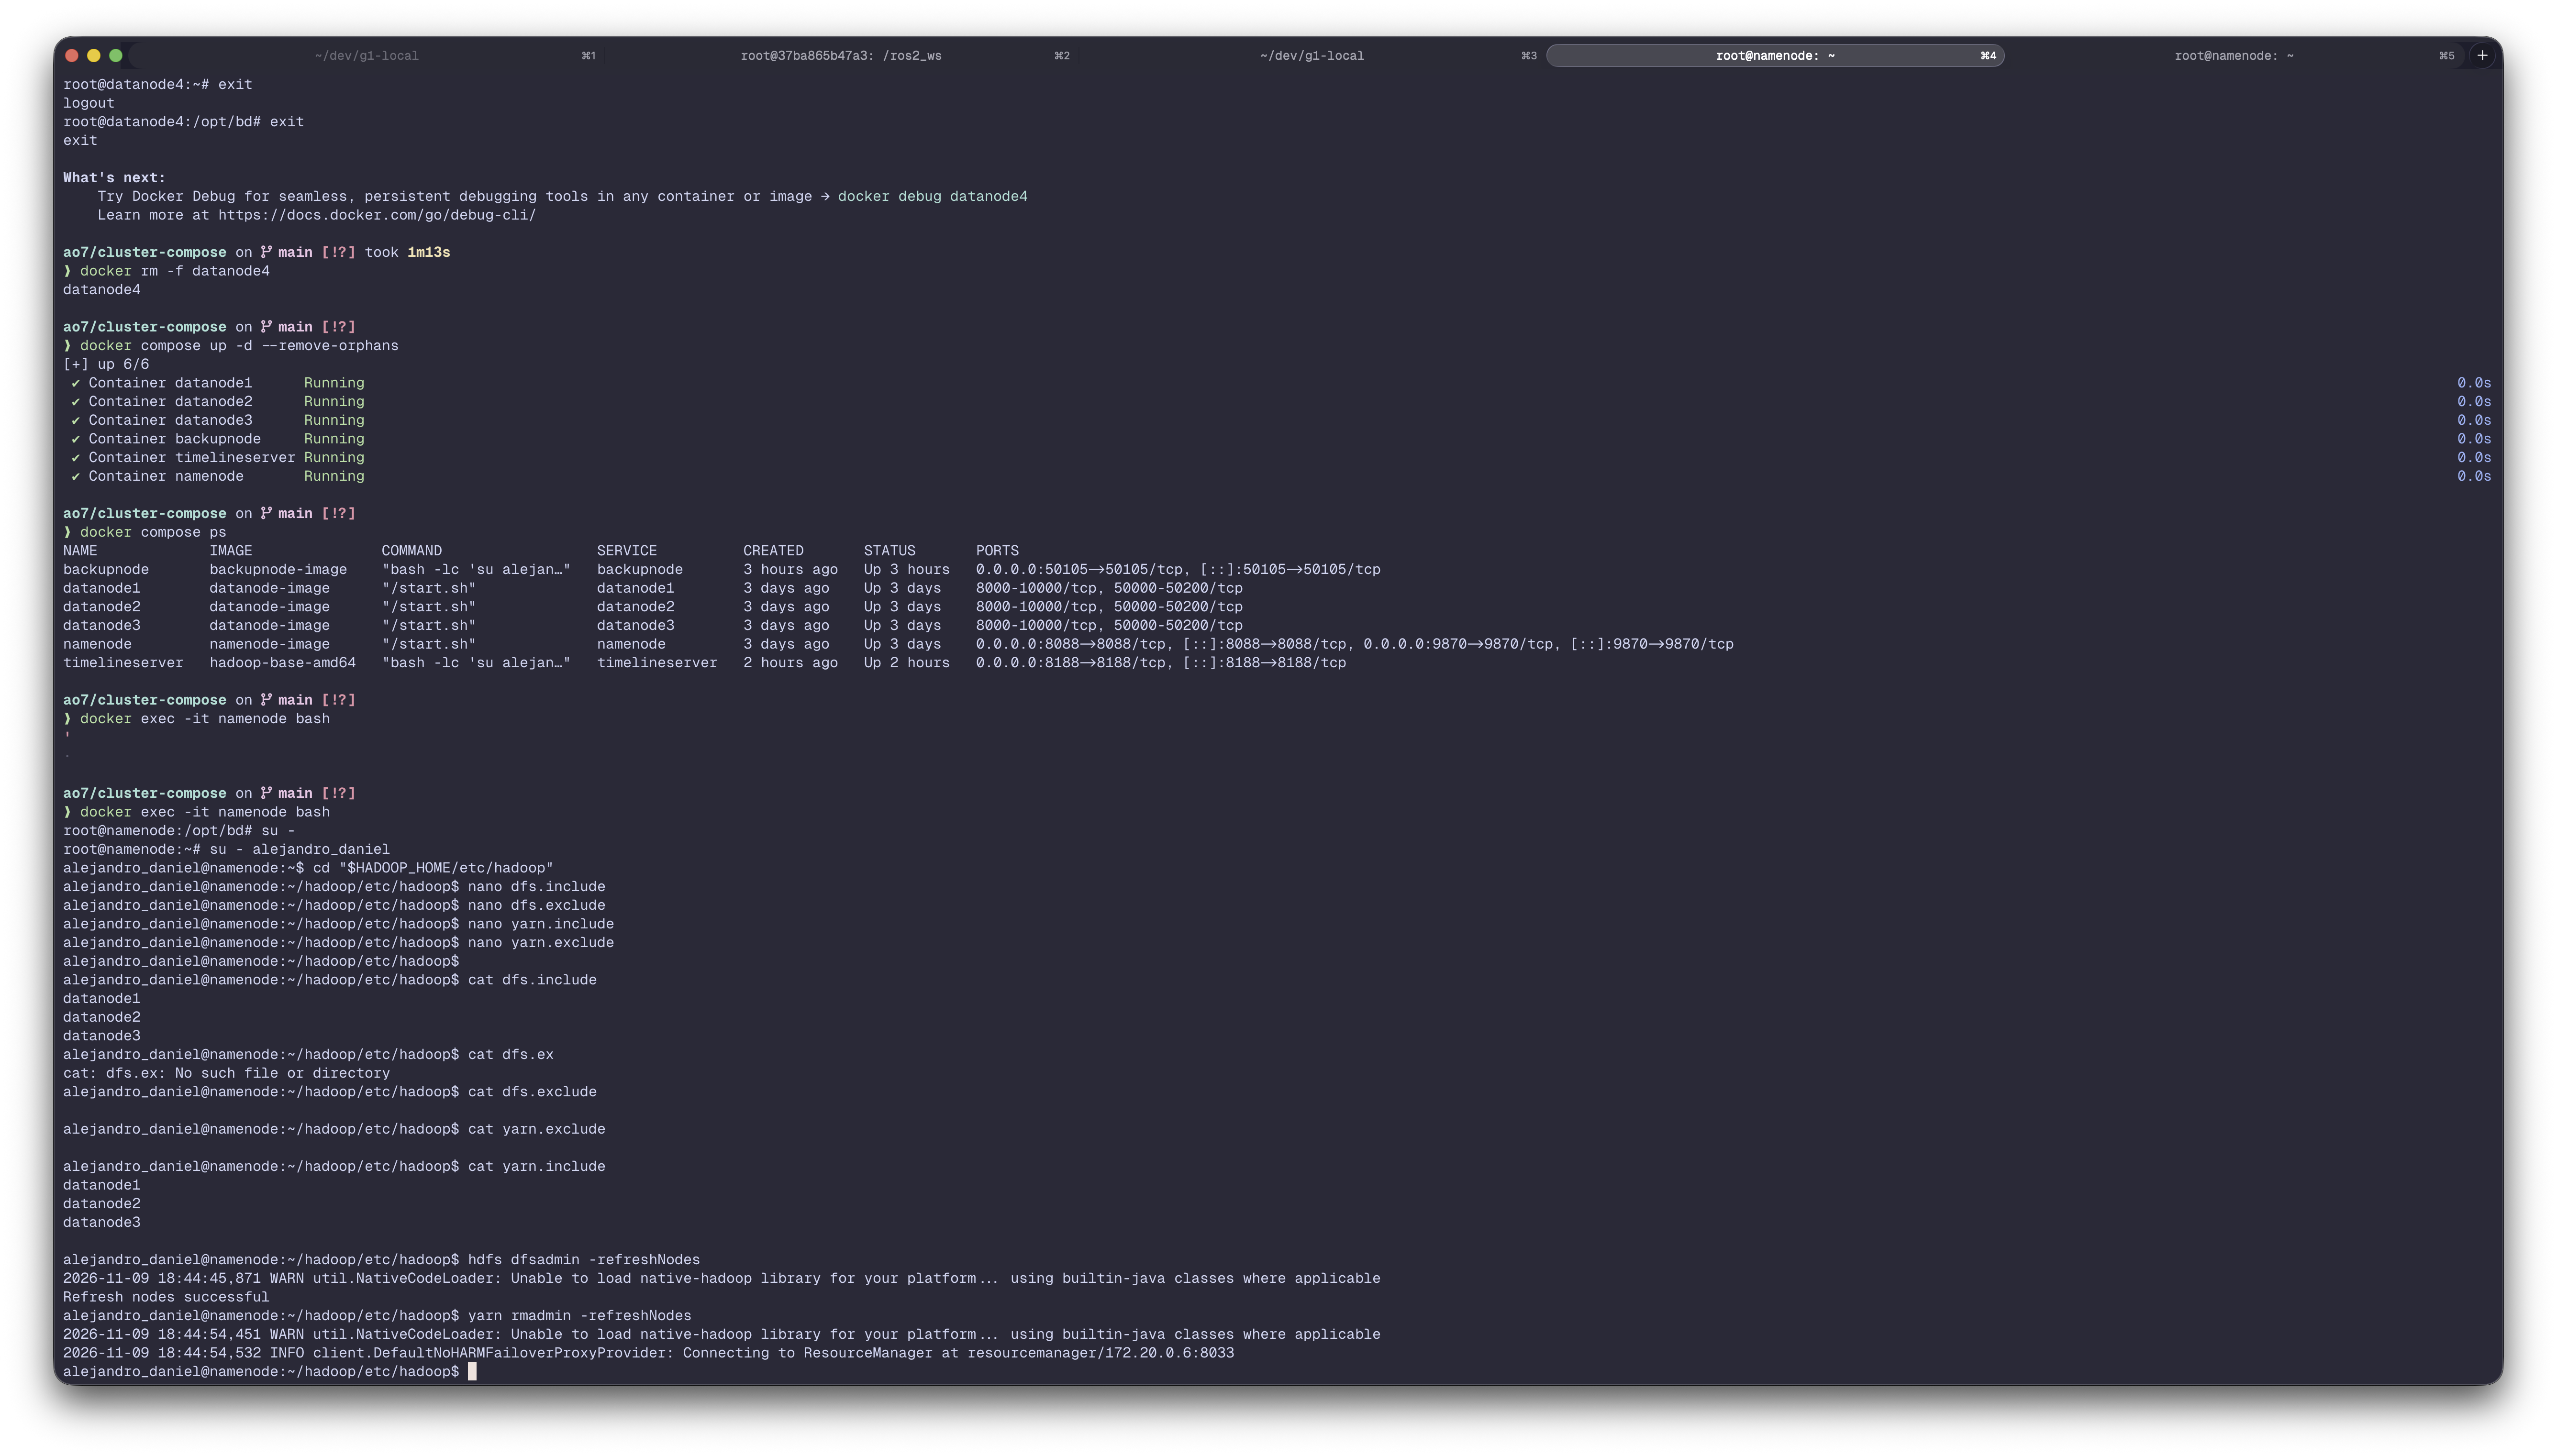 ~/dev/g1-local ⌘1 root@37ba865b47a3: /ros2_ws ⌘2 ~/dev/g1-local ⌘3 root@namenode: ~ ⌘4 root@namenode: ~ ⌘5 +
root@datanode4:~# exit
logout
root@datanode4:/opt/bd# exit
exit
What's next:
    Try Docker Debug for seamless, persistent debugging tools in any container or image → docker debug datanode4
    Learn more at https://docs.docker.com/go/debug-cli/
ao7/cluster-compose on main [!?] took 1m13s
❯ docker rm -f datanode4
datanode4
ao7/cluster-compose on main [!?]
❯ docker compose up -d --remove-orphans
[+] up 6/6
✔ Container datanode1 Running 0.0s
✔ Container datanode2 Running 0.0s
✔ Container datanode3 Running 0.0s
✔ Container backupnode Running 0.0s
✔ Container timelineserver Running 0.0s
✔ Container namenode Running 0.0s
ao7/cluster-compose on main [!?]
❯ docker compose ps
NAME IMAGE COMMAND SERVICE CREATED STATUS PORTS
backupnode backupnode-image "bash -lc 'su alejan…" backupnode 3 hours ago Up 3 hours 0.0.0.0:50105->50105/tcp, [::]:50105->50105/tcp
datanode1 datanode-image "/start.sh" datanode1 3 days ago Up 3 days 8000-10000/tcp, 50000-50200/tcp
datanode2 datanode-image "/start.sh" datanode2 3 days ago Up 3 days 8000-10000/tcp, 50000-50200/tcp
datanode3 datanode-image "/start.sh" datanode3 3 days ago Up 3 days 8000-10000/tcp, 50000-50200/tcp
namenode namenode-image "/start.sh" namenode 3 days ago Up 3 days 0.0.0.0:8088->8088/tcp, [::]:8088->8088/tcp, 0.0.0.0:9870->9870/tcp, [::]:9870->9870/tcp
timelineserver hadoop-base-amd64 "bash -lc 'su alejan…" timelineserver 2 hours ago Up 2 hours 0.0.0.0:8188->8188/tcp, [::]:8188->8188/tcp
ao7/cluster-compose on main [!?]
❯ docker exec -it namenode bash
'
.
ao7/cluster-compose on main [!?]
❯ docker exec -it namenode bash
root@namenode:/opt/bd# su -
root@namenode:~# su - alejandro_daniel
alejandro_daniel@namenode:~$ cd "$HADOOP_HOME/etc/hadoop"
alejandro_daniel@namenode:~/hadoop/etc/hadoop$ nano dfs.include
alejandro_daniel@namenode:~/hadoop/etc/hadoop$ nano dfs.exclude
alejandro_daniel@namenode:~/hadoop/etc/hadoop$ nano yarn.include
alejandro_daniel@namenode:~/hadoop/etc/hadoop$ nano yarn.exclude
alejandro_daniel@namenode:~/hadoop/etc/hadoop$
alejandro_daniel@namenode:~/hadoop/etc/hadoop$ cat dfs.include
datanode1
datanode2
datanode3
alejandro_daniel@namenode:~/hadoop/etc/hadoop$ cat dfs.ex
cat: dfs.ex: No such file or directory
alejandro_daniel@namenode:~/hadoop/etc/hadoop$ cat dfs.exclude
alejandro_daniel@namenode:~/hadoop/etc/hadoop$ cat yarn.exclude
alejandro_daniel@namenode:~/hadoop/etc/hadoop$ cat yarn.include
datanode1
datanode2
datanode3
alejandro_daniel@namenode:~/hadoop/etc/hadoop$ hdfs dfsadmin -refreshNodes
2026-11-09 18:44:45,871 WARN util.NativeCodeLoader: Unable to load native-hadoop library for your platform... using builtin-java classes where applicable
Refresh nodes successful
alejandro_daniel@namenode:~/hadoop/etc/hadoop$ yarn rmadmin -refreshNodes
2026-11-09 18:44:54,451 WARN util.NativeCodeLoader: Unable to load native-hadoop library for your platform... using builtin-java classes where applicable
2026-11-09 18:44:54,532 INFO client.DefaultNoHARMFailoverProxyProvider: Connecting to ResourceManager at resourcemanager/172.20.0.6:8033
alejandro_daniel@namenode:~/hadoop/etc/hadoop$